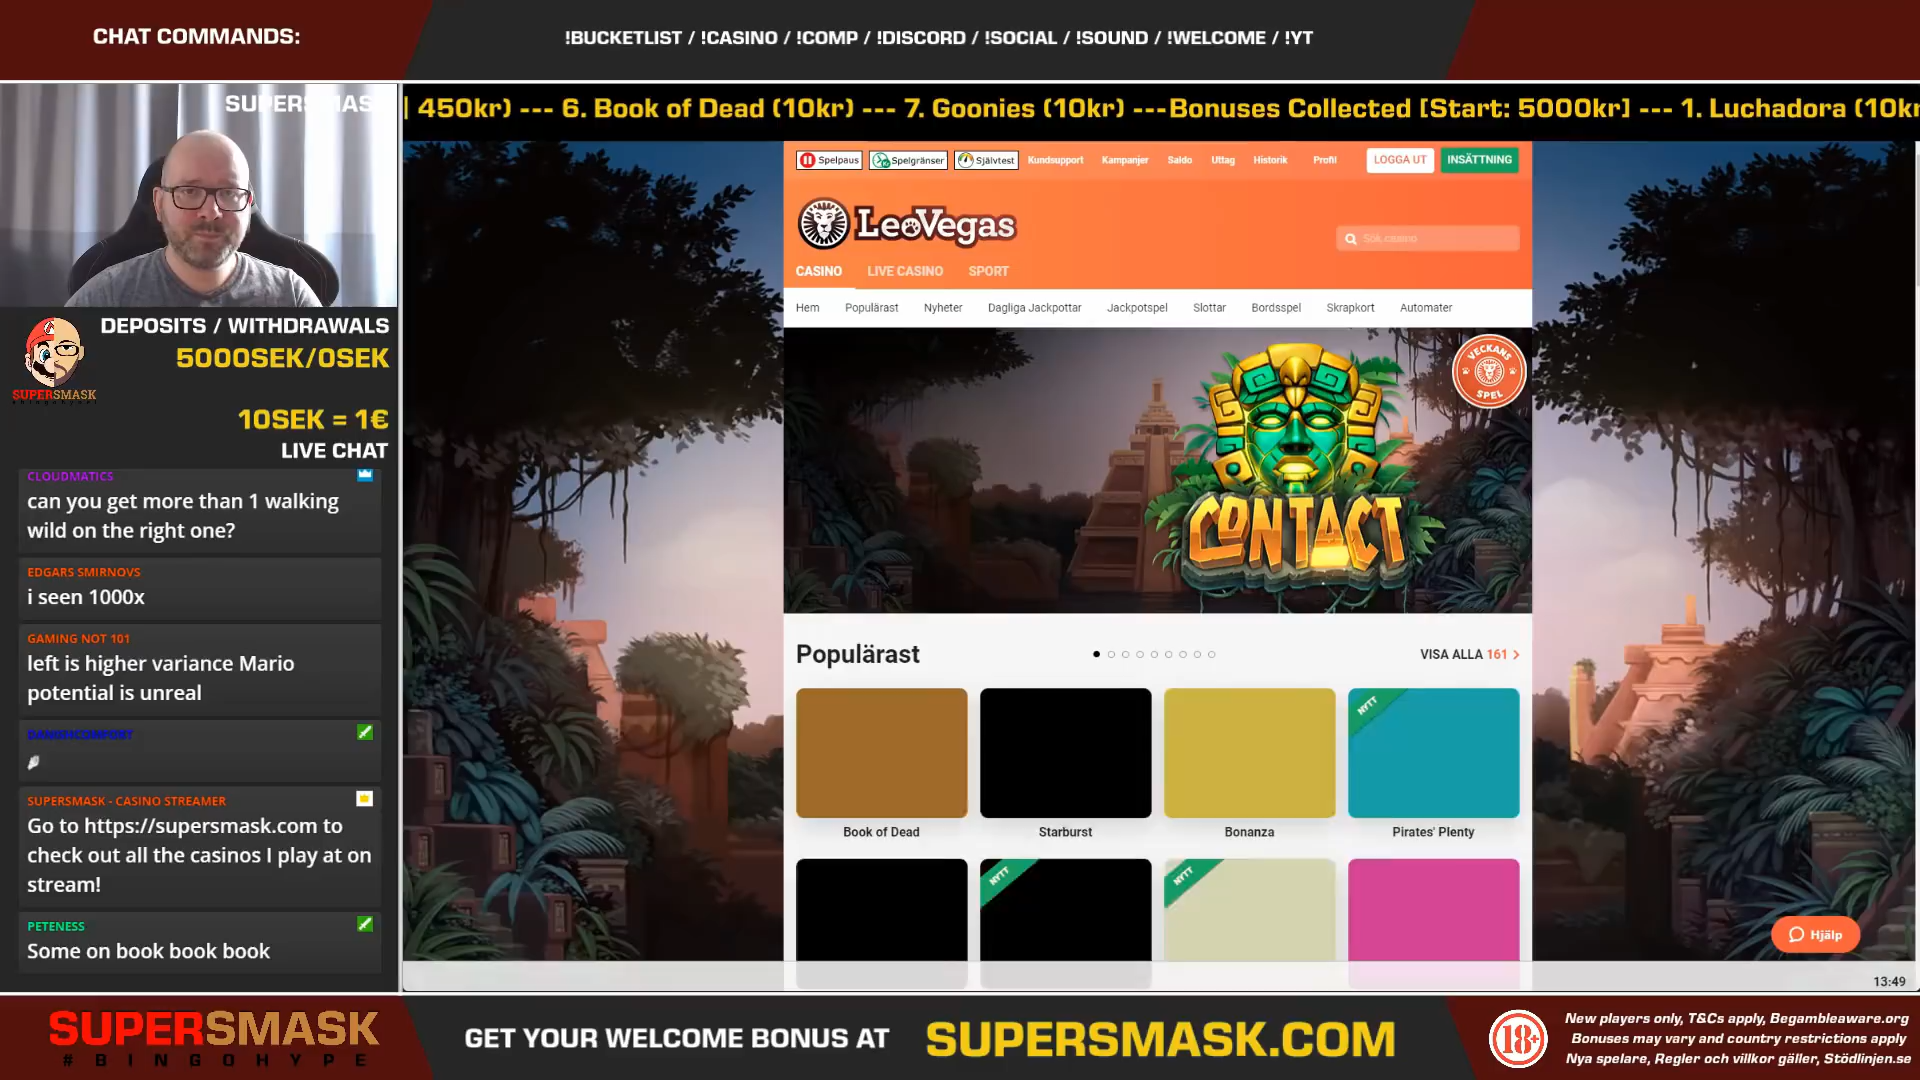 CHAT COMMANDS:
!BUCKETLIST / !CASINO / !COMP / !DISCORD / !SOCIAL / !SOUND / !WELCOME / !YT
SUPERSMASK
| 450kr) --- 6. Book of Dead (10kr) --- 7. Goonies (10kr) ---Bonuses Collected [Start: 5000kr] --- 1. Luchadora (10kr
Spelpaus Spelgränser Självtest Kundsupport Kampanjer Saldo Uttag Historik Profil LOGGA UT INSÄTTNING
LeoVegas
Sök casino
CASINO LIVE CASINO SPORT
Hem Populärast Nyheter Dagliga Jackpottar Jackpotspel Slottar Bordsspel Skrapkort Automater
VECKANS SPEL
CONTACT
DEPOSITS / WITHDRAWALS
5000SEK/0SEK
SUPERSMASK
10SEK = 1€
LIVE CHAT
CLOUDMATICS
can you get more than 1 walking
wild on the right one?
EDGARS SMIRNOVS
i seen 1000x
GAMING NOT 101
left is higher variance Mario
potential is unreal
SUPERSMASK - CASINO STREAMER
Go to https://supersmask.com to
check out all the casinos I play at on
stream!
PETENESS
Some on book book book
Populärast
VISA ALLA 161 >
NYTT
Book of Dead Starburst Bonanza Pirates' Plenty
NYTT NYTT
Hjälp
13:49
SUPERSMASK
#BINGOHYPE
GET YOUR WELCOME BONUS AT SUPERSMASK.COM
18+
New players only, T&Cs apply, Begambleaware.org
Bonuses may vary and country restrictions apply
Nya spelare, Regler och villkor gäller, Stödlinjen.se